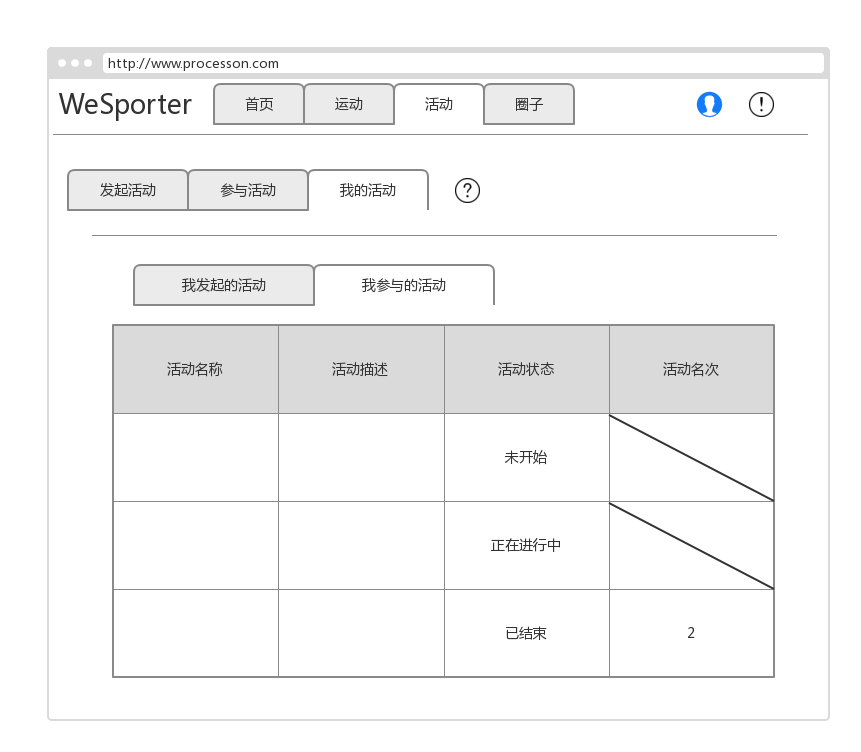 http://www.processon.com
WeSporter 首页 运动 活动 圈子 !
发起活动 参与活动 我的活动 ?
我发起的活动 我参与的活动
活动名称 活动描述 活动状态 活动名次
未开始
正在进行中
已结束 2